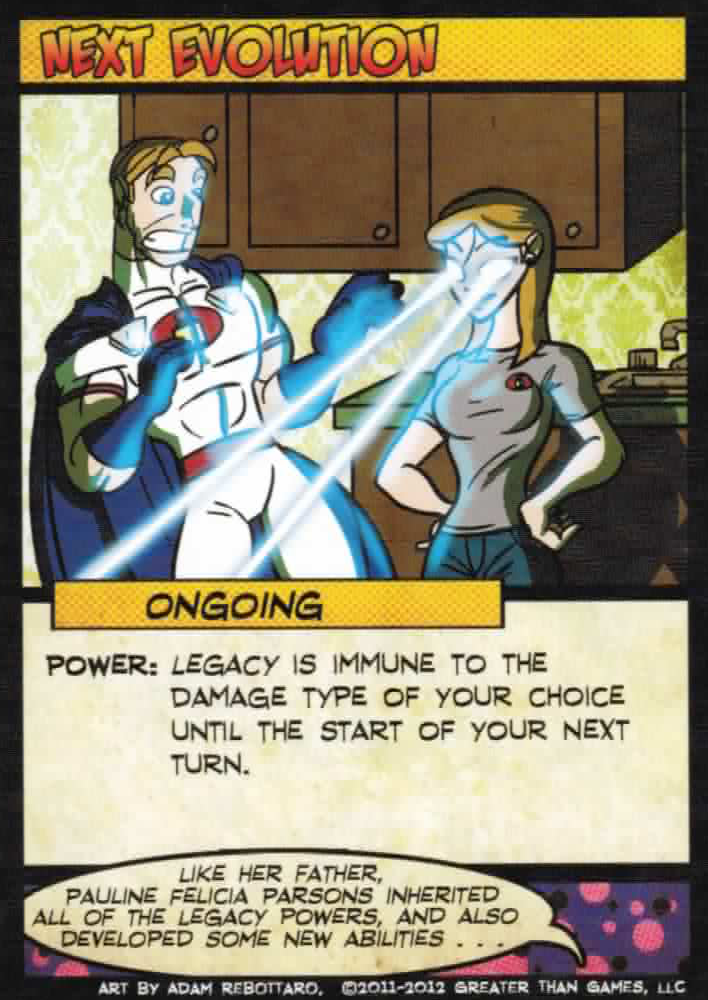 NEXT EVOLUTION
ONGOING
POWER: LEGACY IS IMMUNE TO THE
DAMAGE TYPE OF YOUR CHOICE
UNTIL THE START OF YOUR NEXT
TURN.
LIKE HER FATHER,
PAULINE FELICIA PARSONS INHERITED
ALL OF THE LEGACY POWERS, AND ALSO
DEVELOPED SOME NEW ABILITIES . . .
ART BY ADAM REBOTTARO. ©2011-2012 GREATER THAN GAMES, LLC